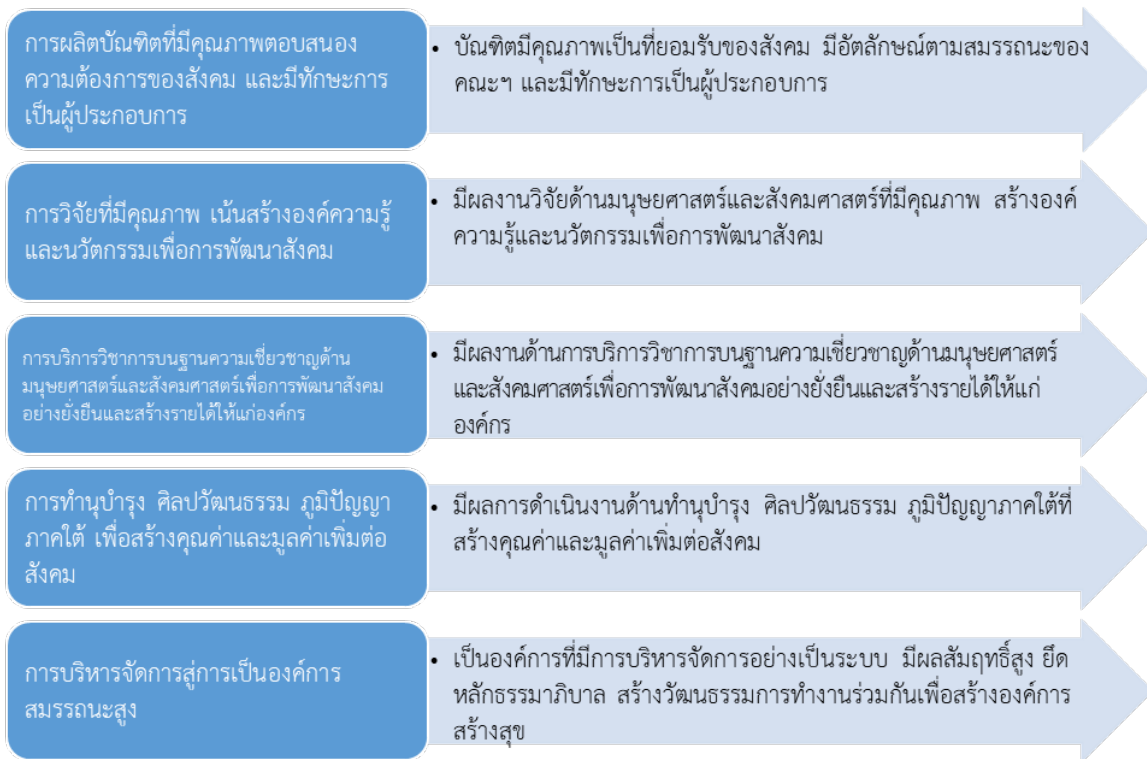 การผลิตบัณฑิตที่มีคุณภาพตอบสนอง
ความต้องการของสังคม และมีทักษะการ
เป็นผู้ประกอบการ
• บัณฑิตมีคุณภาพเป็นที่ยอมรับของสังคม มีอัตลักษณ์ตามสมรรถนะของ
คณะฯ และมีทักษะการเป็นผู้ประกอบการ
การวิจัยที่มีคุณภาพ เน้นสร้างองค์ความรู้
และนวัตกรรมเพื่อการพัฒนาสังคม
• มีผลงานวิจัยด้านมนุษยศาสตร์และสังคมศาสตร์ที่มีคุณภาพ สร้างองค์
ความรู้และนวัตกรรมเพื่อการพัฒนาสังคม
การบริการวิชาการบนฐานความเชี่ยวชาญด้าน
มนุษยศาสตร์และสังคมศาสตร์เพื่อการพัฒนาสังคม
อย่างยั่งยืนและสร้างรายได้ให้แก่องค์กร
• มีผลงานด้านการบริการวิชาการบนฐานความเชี่ยวชาญด้านมนุษยศาสตร์
และสังคมศาสตร์เพื่อการพัฒนาสังคมอย่างยั่งยืนและสร้างรายได้ให้แก่
องค์กร
การทำนุบำรุง ศิลปวัฒนธรรม ภูมิปัญญา
ภาคใต้ เพื่อสร้างคุณค่าและมูลค่าเพิ่มต่อ
สังคม
• มีผลการดำเนินงานด้านทำนุบำรุง ศิลปวัฒนธรรม ภูมิปัญญาภาคใต้ที่
สร้างคุณค่าและมูลค่าเพิ่มต่อสังคม
การบริหารจัดการสู่การเป็นองค์การ
สมรรถนะสูง
• เป็นองค์การที่มีการบริหารจัดการอย่างเป็นระบบ มีผลสัมฤทธิ์สูง ยึด
หลักธรรมาภิบาล สร้างวัฒนธรรมการทำงานร่วมกันเพื่อสร้างองค์การ
สร้างสุข